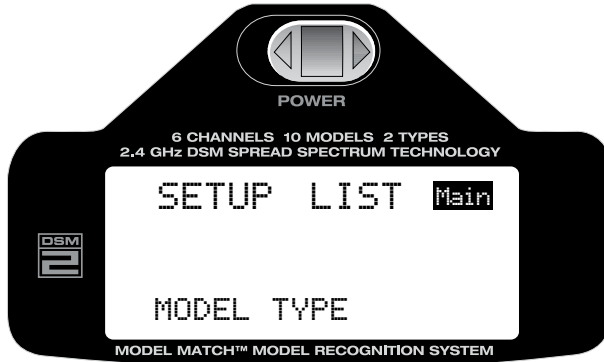 POWER
6 CHANNELS 10 MODELS 2 TYPES
2.4 GHz DSM SPREAD SPECTRUM TECHNOLOGY
SETUP LIST Main
DSM
2
MODEL TYPE
MODEL MATCH™ MODEL RECOGNITION SYSTEM